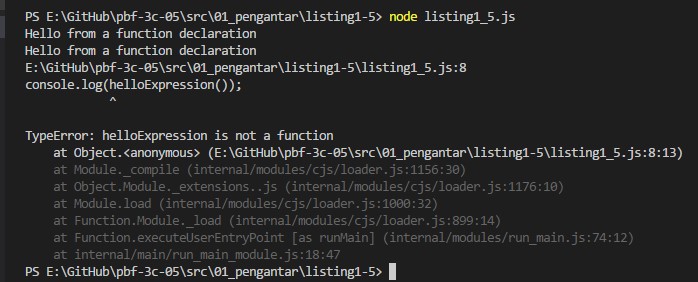 PS E:\GitHub\pbf-3c-05\src\01_pengantar\listing1-5> node listing1_5.js
Hello from a function declaration
Hello from a function declaration
E:\GitHub\pbf-3c-05\src\01_pengantar\listing1-5\listing1_5.js:8
console.log(helloExpression());
            ^

TypeError: helloExpression is not a function
    at Object.<anonymous> (E:\GitHub\pbf-3c-05\src\01_pengantar\listing1-5\listing1_5.js:8:13)
    at Module._compile (internal/modules/cjs/loader.js:1156:30)
    at Object.Module._extensions..js (internal/modules/cjs/loader.js:1176:10)
    at Module.load (internal/modules/cjs/loader.js:1000:32)
    at Function.Module._load (internal/modules/cjs/loader.js:899:14)
    at Function.executeUserEntryPoint [as runMain] (internal/modules/run_main.js:74:12)
    at internal/main/run_main_module.js:18:47
PS E:\GitHub\pbf-3c-05\src\01_pengantar\listing1-5>